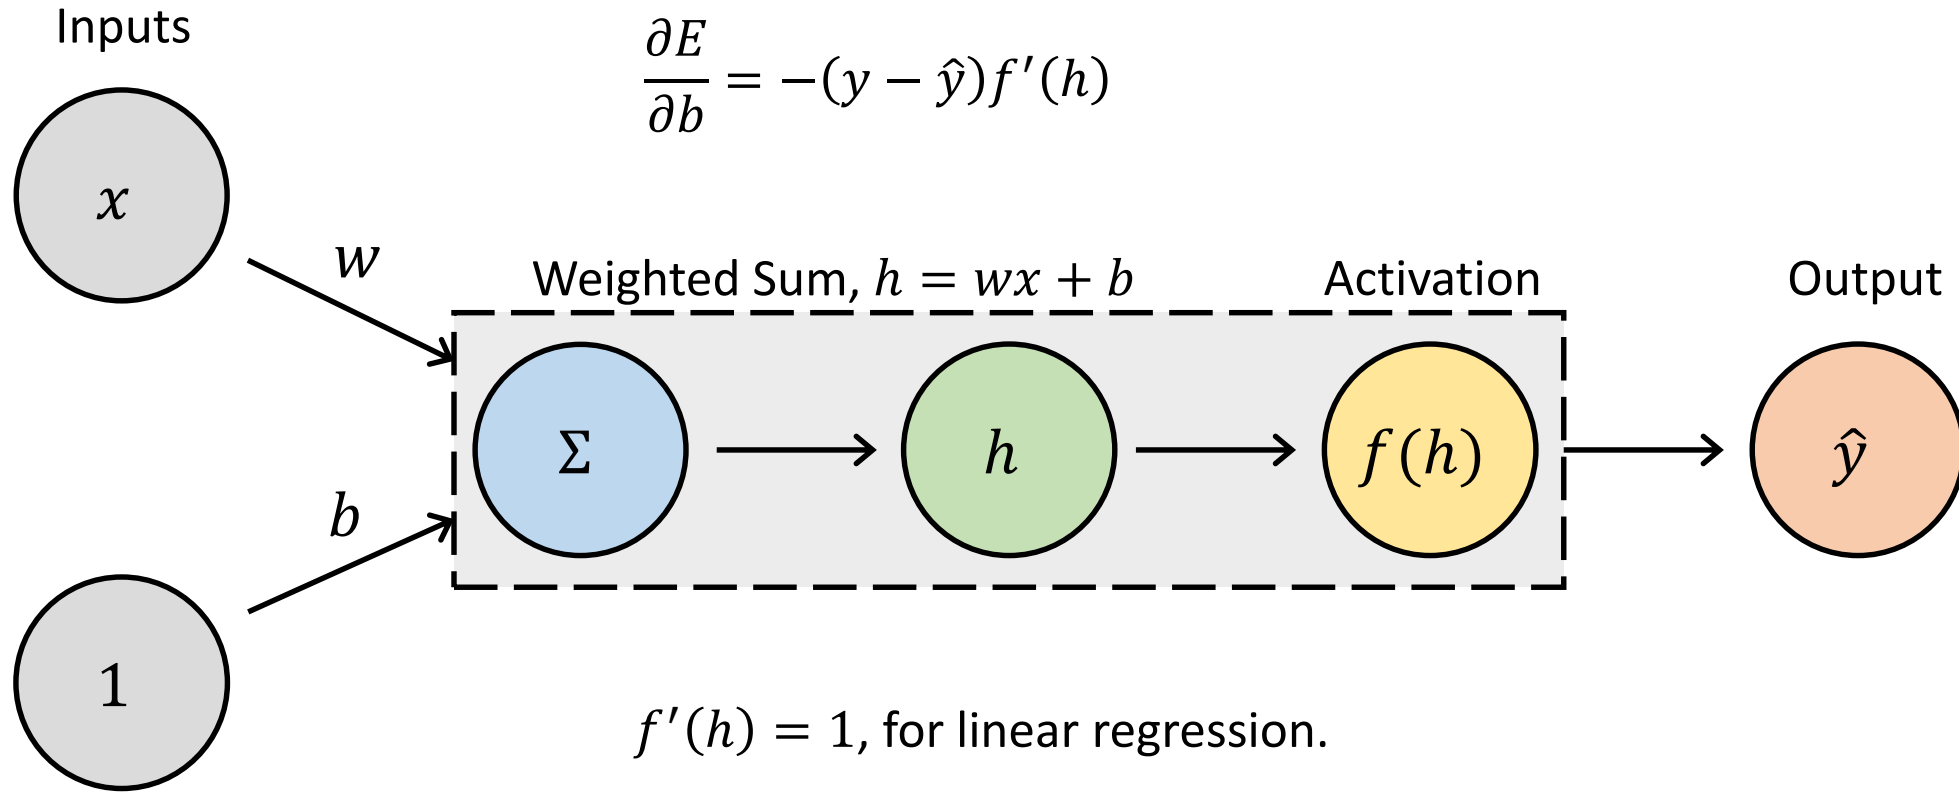 Inputs
∂E/∂b = −(y − ŷ)f′(h)
x
w
Weighted Sum, h = wx + b
Activation
Output
Σ
h
f(h)
ŷ
b
1
f′(h) = 1, for linear regression.